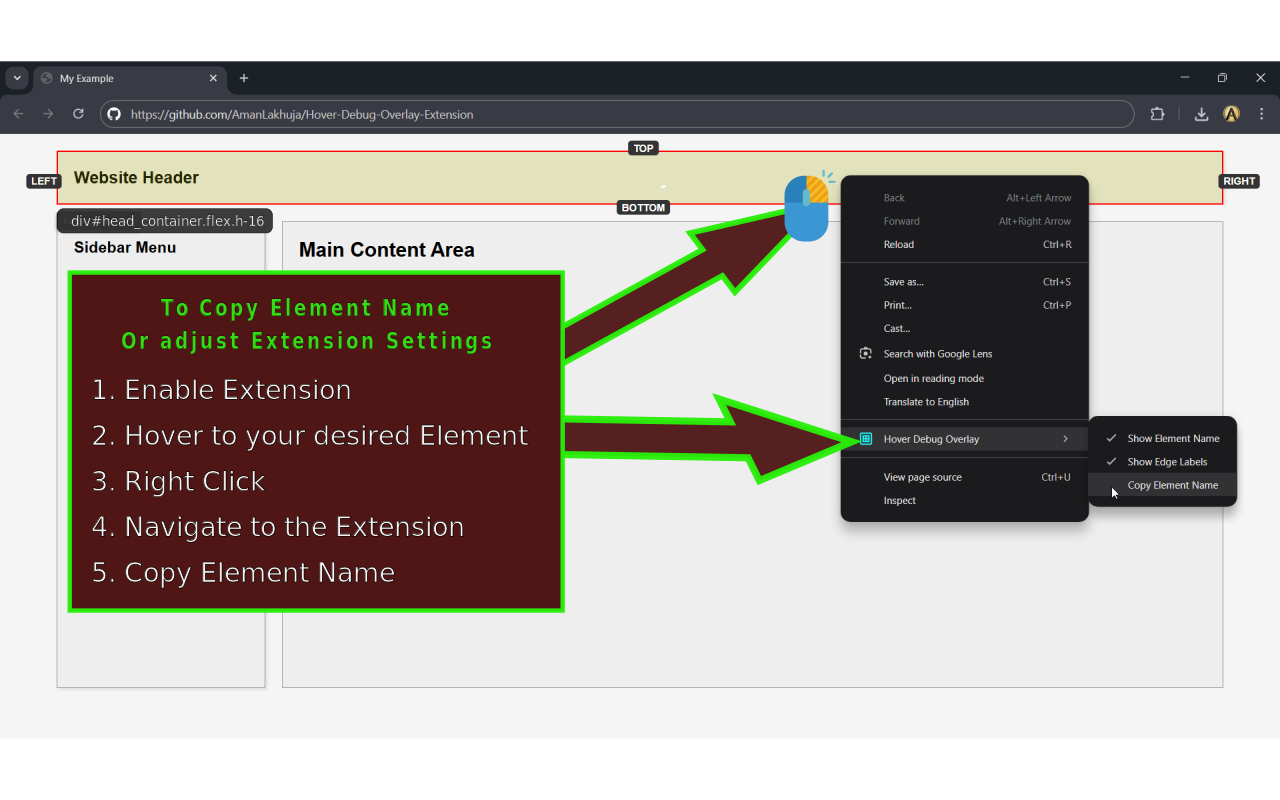 My Example
https://github.com/AmanLakhuja/Hover-Debug-Overlay-Extension
TOP
LEFT
Website Header
RIGHT
BOTTOM
div#head_container.flex.h-16
Sidebar Menu
Main Content Area
To Copy Element Name
Or adjust Extension Settings
1. Enable Extension
2. Hover to your desired Element
3. Right Click
4. Navigate to the Extension
5. Copy Element Name
Back Alt+Left Arrow
Forward Alt+Right Arrow
Reload Ctrl+R
Save as... Ctrl+S
Print... Ctrl+P
Cast...
Search with Google Lens
Open in reading mode
Translate to English
Hover Debug Overlay
View page source Ctrl+U
Inspect
Show Element Name
Show Edge Labels
Copy Element Name